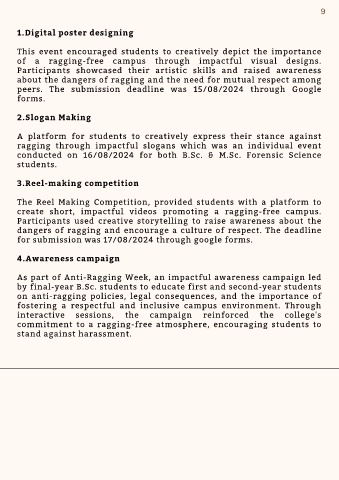 9
1.Digital poster designing
This event encouraged students to creatively depict the importance
of a ragging-free campus through impactful visual designs.
Participants showcased their artistic skills and raised awareness
about the dangers of ragging and the need for mutual respect among
peers. The submission deadline was 15/08/2024 through Google
forms.
2.Slogan Making
A platform for students to creatively express their stance against
ragging through impactful slogans which was an individual event
conducted on 16/08/2024 for both B.Sc. & M.Sc. Forensic Science
students.
3.Reel-making competition
The Reel Making Competition, provided students with a platform to
create short, impactful videos promoting a ragging-free campus.
Participants used creative storytelling to raise awareness about the
dangers of ragging and encourage a culture of respect. The deadline
for submission was 17/08/2024 through google forms.
4.Awareness campaign
As part of Anti-Ragging Week, an impactful awareness campaign led
by final-year B.Sc. students to educate first and second-year students
on anti-ragging policies, legal consequences, and the importance of
fostering a respectful and inclusive campus environment. Through
interactive sessions, the campaign reinforced the college's
commitment to a ragging-free atmosphere, encouraging students to
stand against harassment.